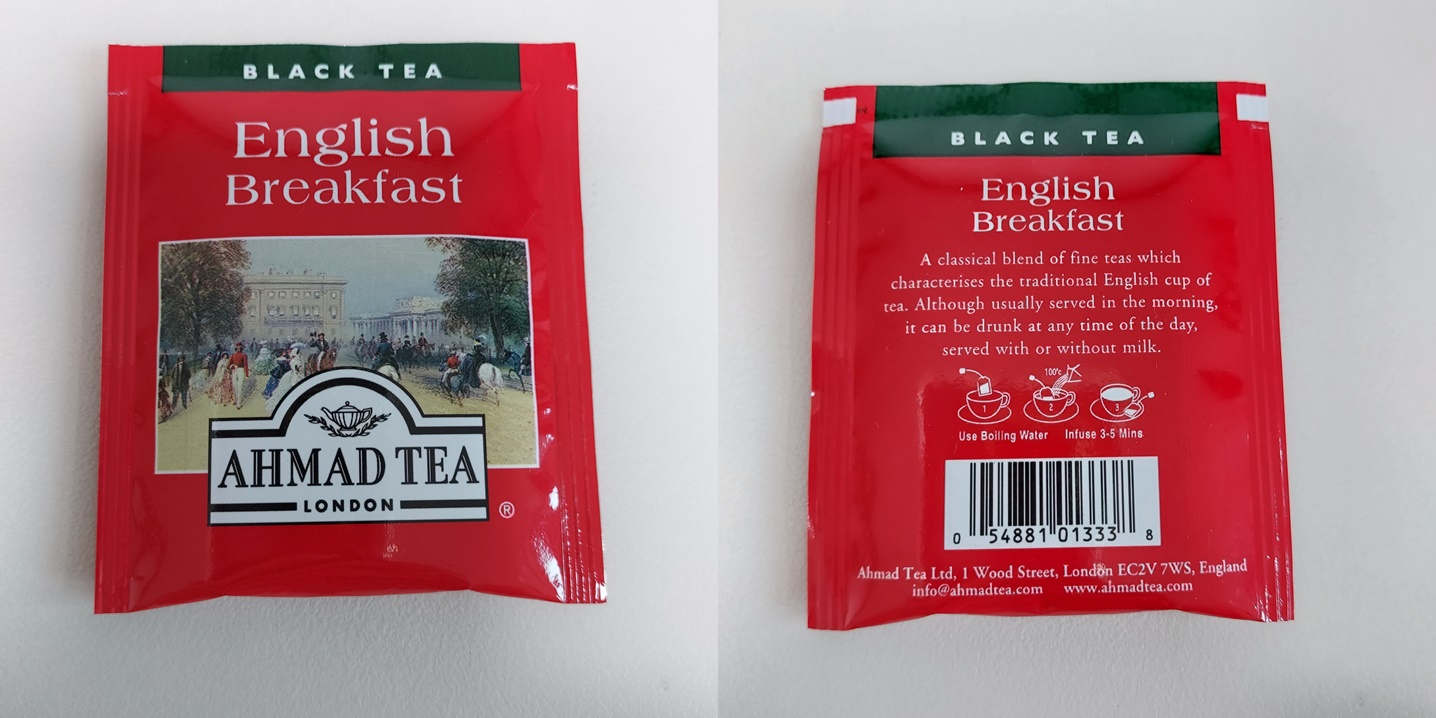 BLACK TEA
English
Breakfast
AHMAD TEA
LONDON
®
BLACK TEA
English
Breakfast
A classical blend of fine teas which
characterises the traditional English cup of
tea. Although usually served in the morning,
it can be drunk at any time of the day,
served with or without milk.
100°c
1 2 3
Use Boiling Water Infuse 3-5 Mins
0 54881 01333 8
Ahmad Tea Ltd, 1 Wood Street, London EC2V 7WS, England
info@ahmadtea.com www.ahmadtea.com